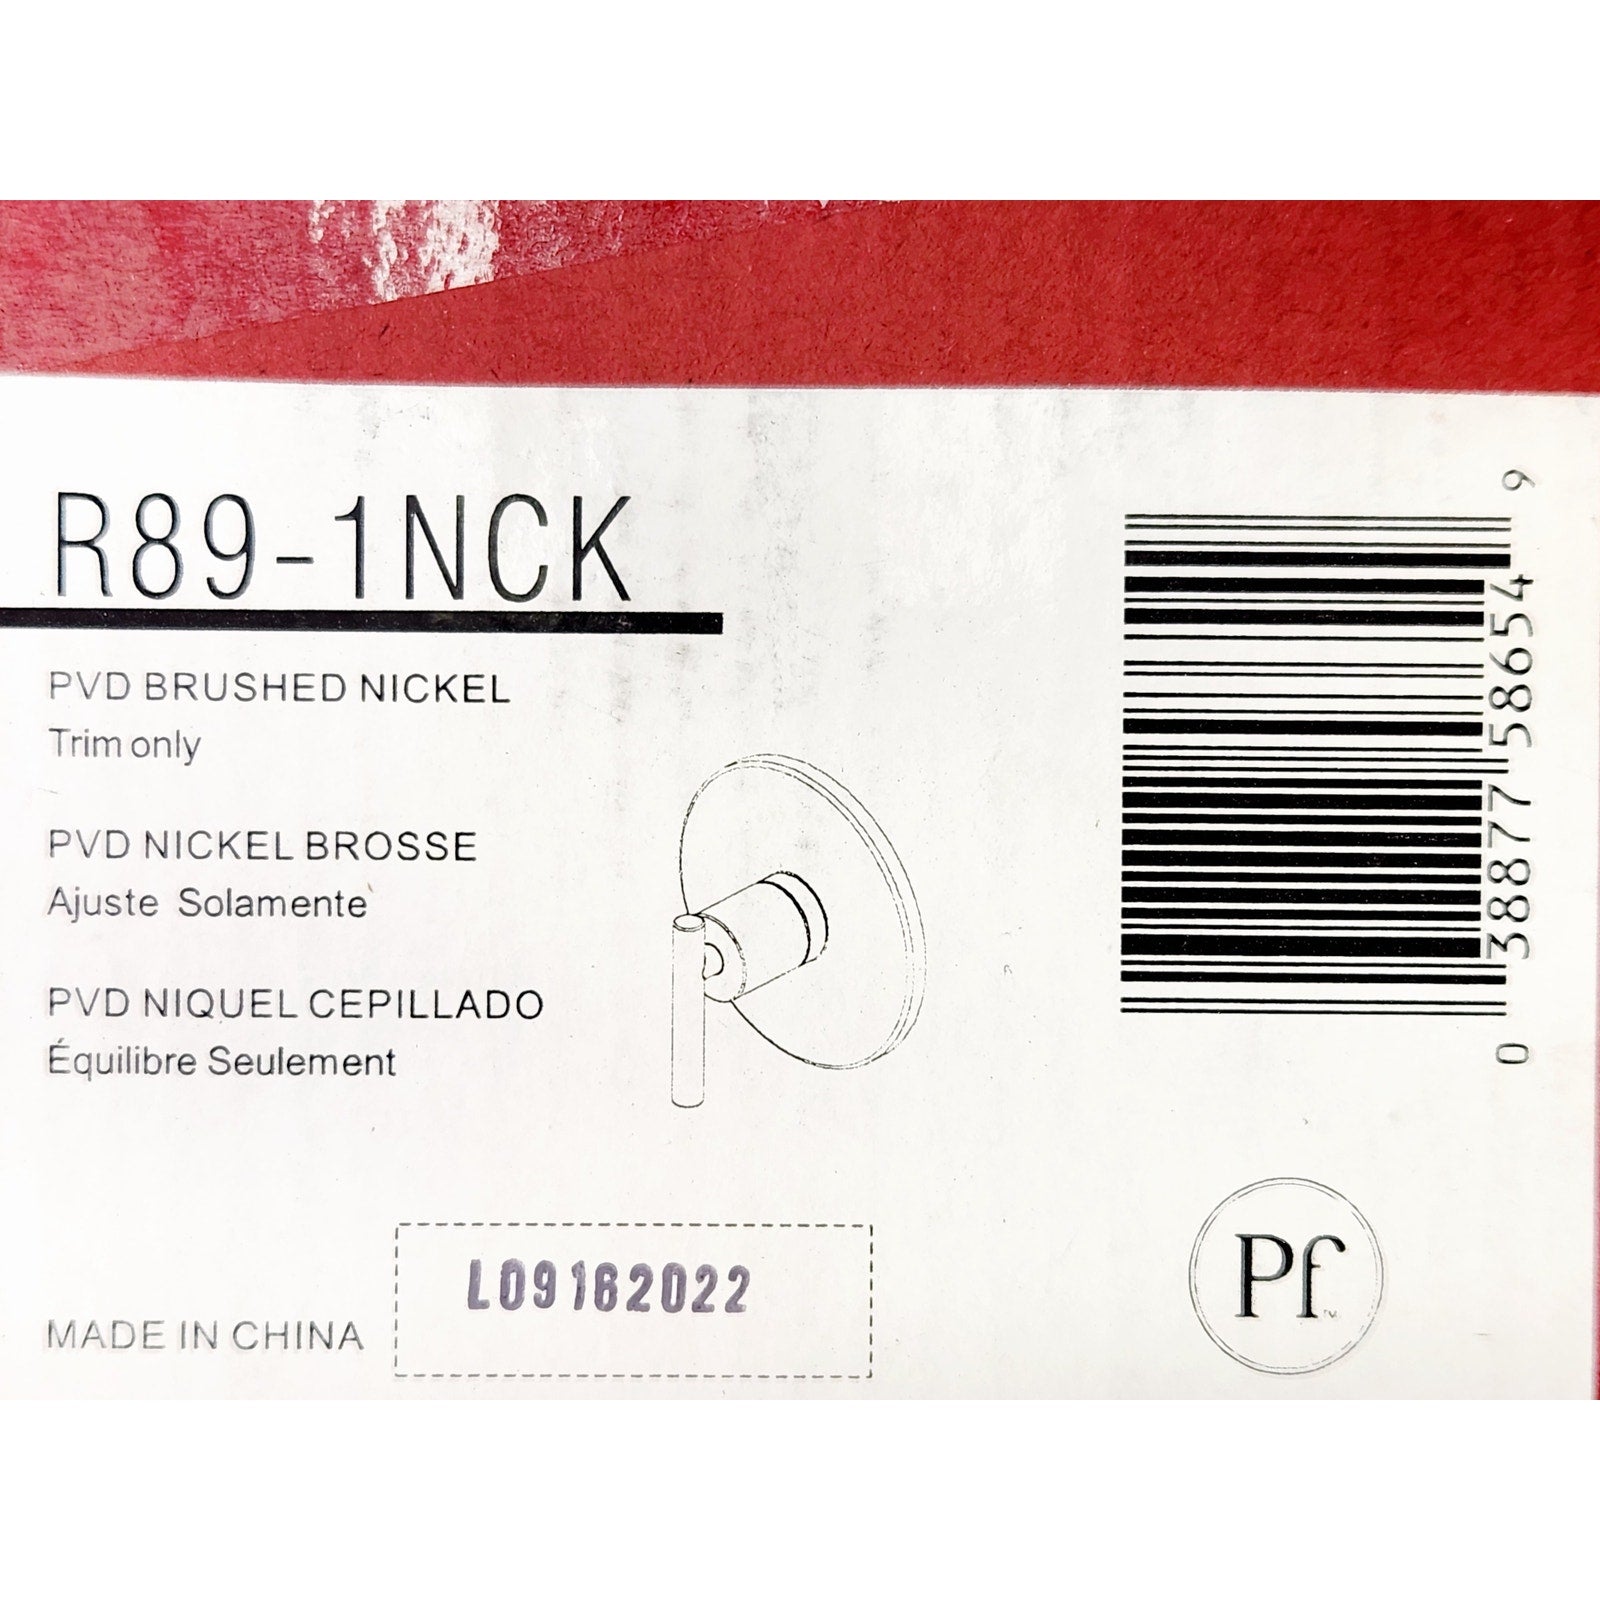 R89-1NCK
PVD BRUSHED NICKEL
Trim only
PVD NICKEL BROSSE
Ajuste Solamente
PVD NIQUEL CEPILLADO
Équilibre Seulement
MADE IN CHINA
L09162022
0 38877 58654 9
Pf™